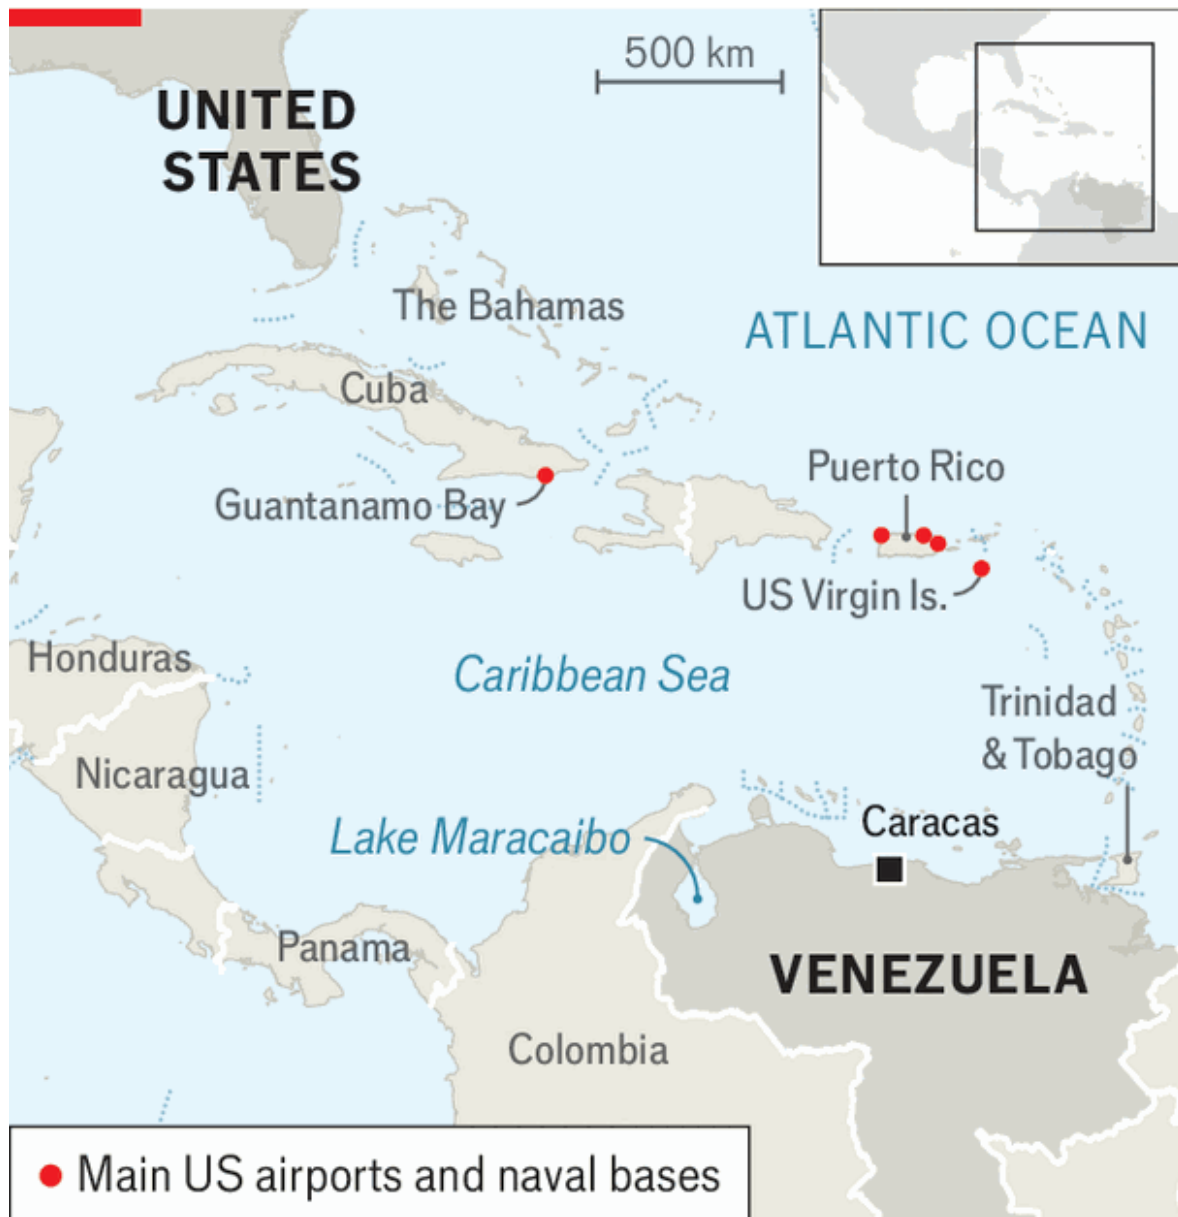 500 km
UNITED
STATES
The Bahamas
ATLANTIC OCEAN
Cuba
Puerto Rico
Guantanamo Bay
US Virgin Is.
Honduras
Caribbean Sea
Trinidad
& Tobago
Nicaragua
Caracas
Lake Maracaibo
Panama
VENEZUELA
Colombia
Main US airports and naval bases